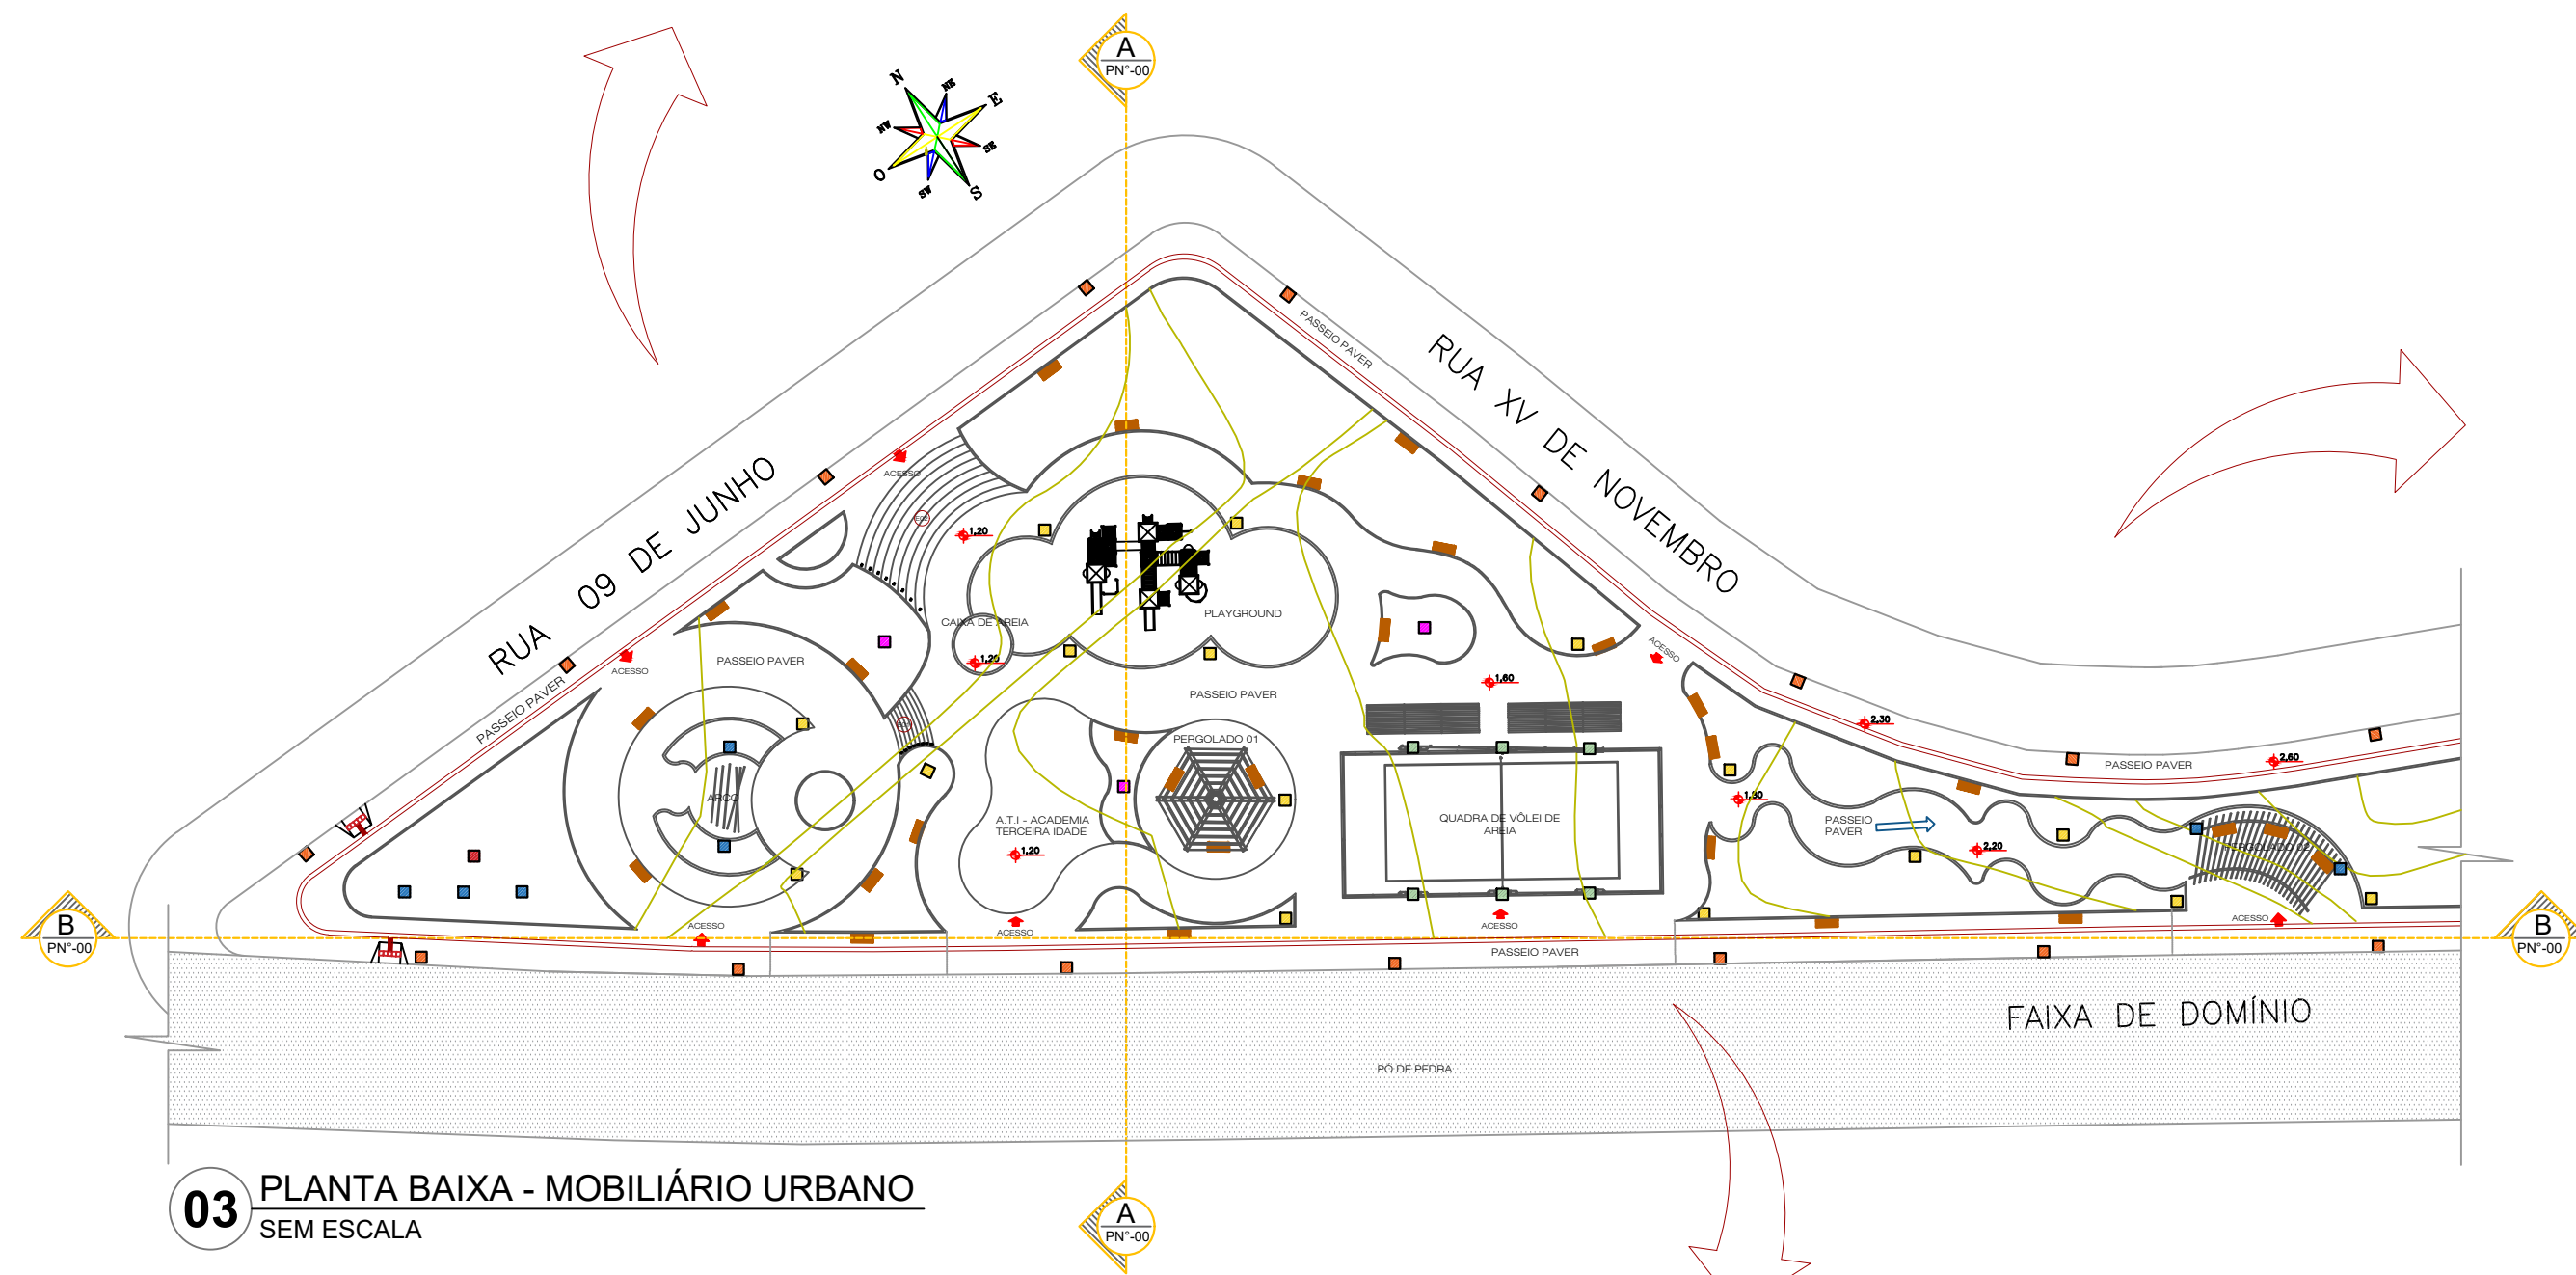 A
PN°-00
N
NE
E
SE
S
SW
O
NW
RUA 09 DE JUNHO
RUA XV DE NOVEMBRO
PASSEIO PAVER
ACESSO
1,20
CAIXA DE AREIA
1,20
PLAYGROUND
PASSEIO PAVER
ACESSO
PASSEIO PAVER
PASSEIO PAVER
1,60
ACESSO
2,30
2,60
PASSEIO PAVER
PERGOLADO 01
ARCO
A.T.I - ACADEMIA
TERCEIRA IDADE
1,20
QUADRA DE VÔLEI DE
AREIA
1,30
PASSEIO
PAVER
2,20
PERGOLADO 02
ACESSO
ACESSO
ACESSO
ACESSO
B
PN°-00
B
PN°-00
PASSEIO PAVER
FAIXA DE DOMÍNIO
PÓ DE PEDRA
03
PLANTA BAIXA - MOBILIÁRIO URBANO
SEM ESCALA
A
PN°-00